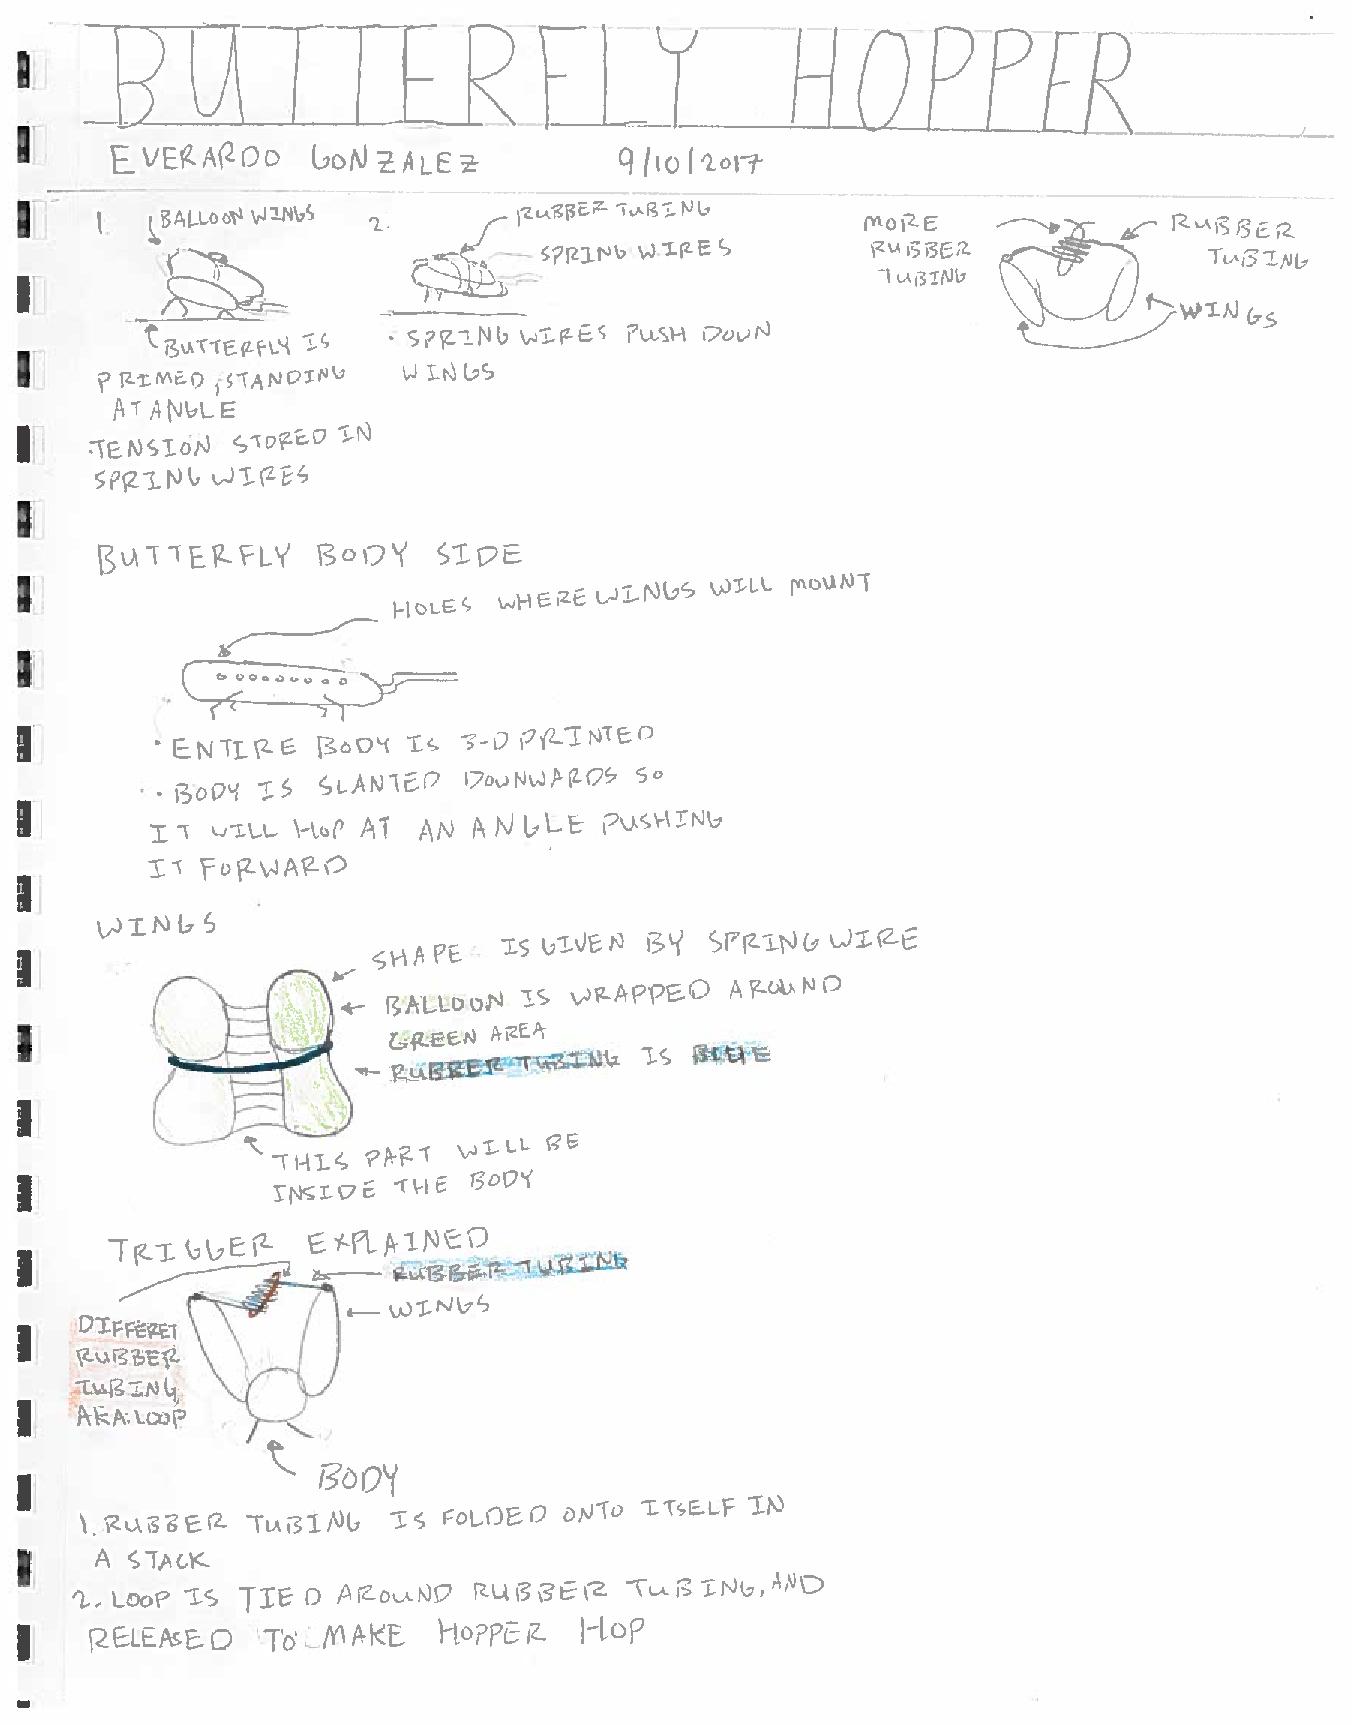 BUTTERFLY HOPPER
EVERARDO GONZALEZ 9/10/2017
1. BALLOON WINGS
BUTTERFLY IS
PRIMED, STANDING
AT ANGLE
·TENSION STORED IN
SPRING WIRES
2. RUBBER TUBING
SPRING WIRES
· SPRING WIRES PUSH DOWN
WINGS
MORE
RUBBER
TUBING
RUBBER
TUBING
WINGS
BUTTERFLY BODY SIDE
HOLES WHERE WINGS WILL MOUNT
· ENTIRE BODY IS 3-D PRINTED
· BODY IS SLANTED DOWNWARDS SO
IT WILL HOP AT AN ANGLE PUSHING
IT FORWARD
WINGS
SHAPE IS GIVEN BY SPRING WIRE
BALLOON IS WRAPPED AROUND
GREEN AREA
RUBBER TUBING IS BLUE
THIS PART WILL BE
INSIDE THE BODY
TRIGGER EXPLAINED
RUBBER TUBING
WINGS
DIFFERET
RUBBER
TUBING,
AKA: LOOP
BODY
1. RUBBER TUBING IS FOLDED ONTO ITSELF IN
A STACK
2. LOOP IS TIED AROUND RUBBER TUBING, AND
RELEASED TO MAKE HOPPER HOP